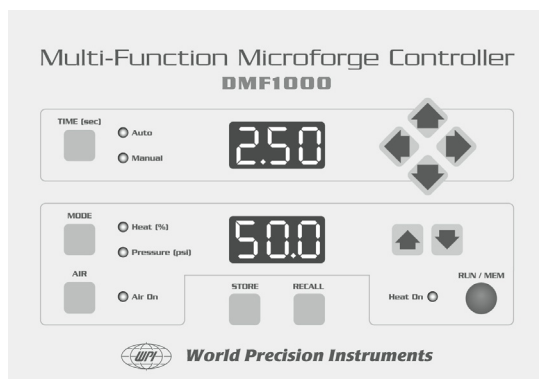 Multi-Function Microforge Controller
DMF1000
TIME (sec)
Auto
Manual
2.50
MODE
Heat (%)
Pressure (psi)
50.0
AIR
Air On
STORE
RECALL
Heat On
RUN / MEM
WPI
World Precision Instruments